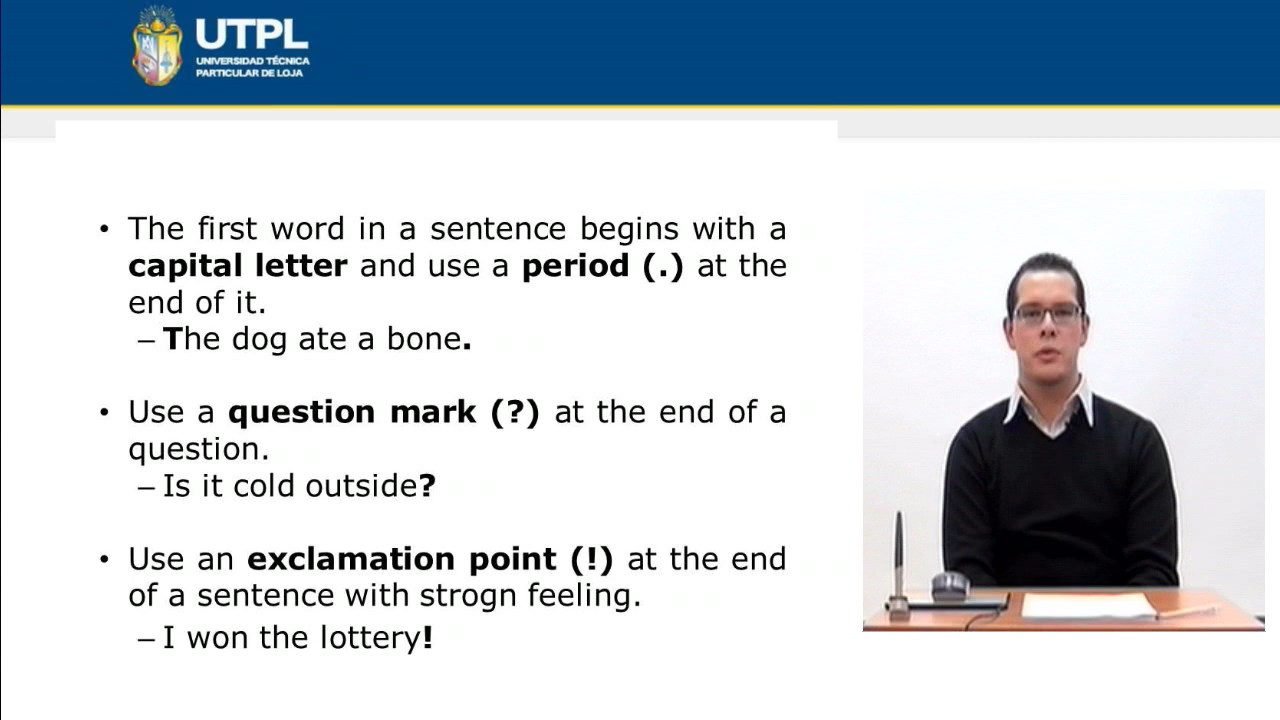 UTPL
UNIVERSIDAD TÉCNICA
PARTICULAR DE LOJA
• The first word in a sentence begins with a
capital letter and use a period (.) at the
end of it.
– The dog ate a bone.
• Use a question mark (?) at the end of a
question.
– Is it cold outside?
• Use an exclamation point (!) at the end
of a sentence with strogn feeling.
– I won the lottery!